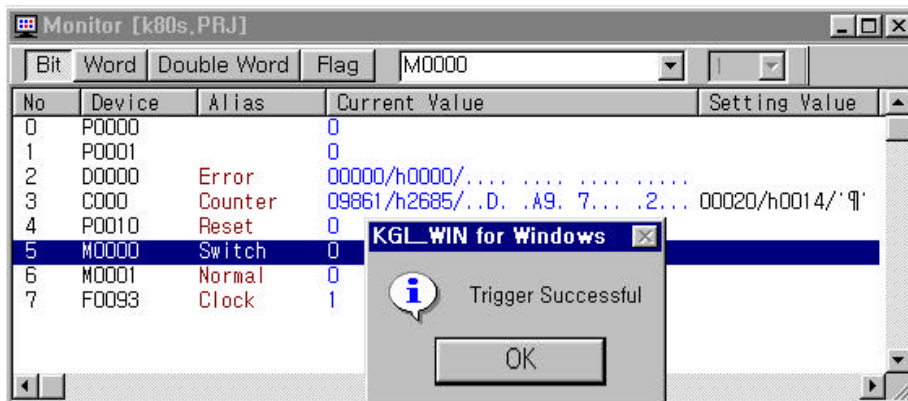 Monitor [k80s.PRJ]
Bit Word Double Word Flag M0000 1
No Device Alias Current Value Setting Value
0 P0000 0
1 P0001 0
2 D0000 Error 00000/h0000/.... .... .... .....
3 C000 Counter 09861/h2685/..D. .A9. 7... .2... 00020/h0014/'¶'
4 P0010 Reset 0
KGL_WIN for Windows
5 M0000 Switch 0
6 M0001 Normal 0
Trigger Successful
7 F0093 Clock 1
OK